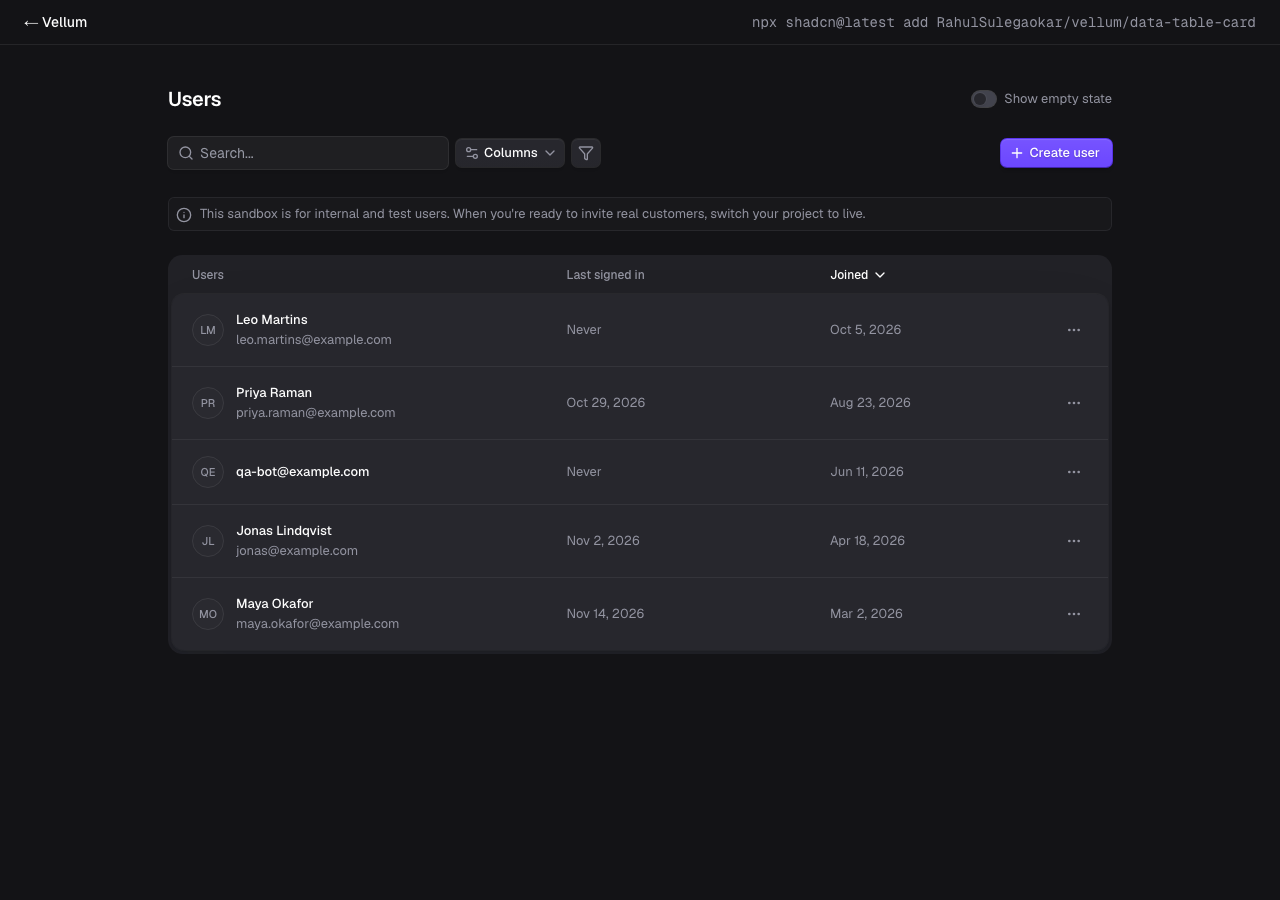 ← Vellum
npx shadcn@latest add RahulSulegaokar/vellum/data-table-card
Users
Show empty state
Search...
Columns
+ Create user
This sandbox is for internal and test users. When you're ready to invite real customers, switch your project to live.
Users Last signed in Joined
LM Leo Martins Never Oct 5, 2026
leo.martins@example.com
PR Priya Raman Oct 29, 2026 Aug 23, 2026
priya.raman@example.com
QE qa-bot@example.com Never Jun 11, 2026
JL Jonas Lindqvist Nov 2, 2026 Apr 18, 2026
jonas@example.com
MO Maya Okafor Nov 14, 2026 Mar 2, 2026
maya.okafor@example.com